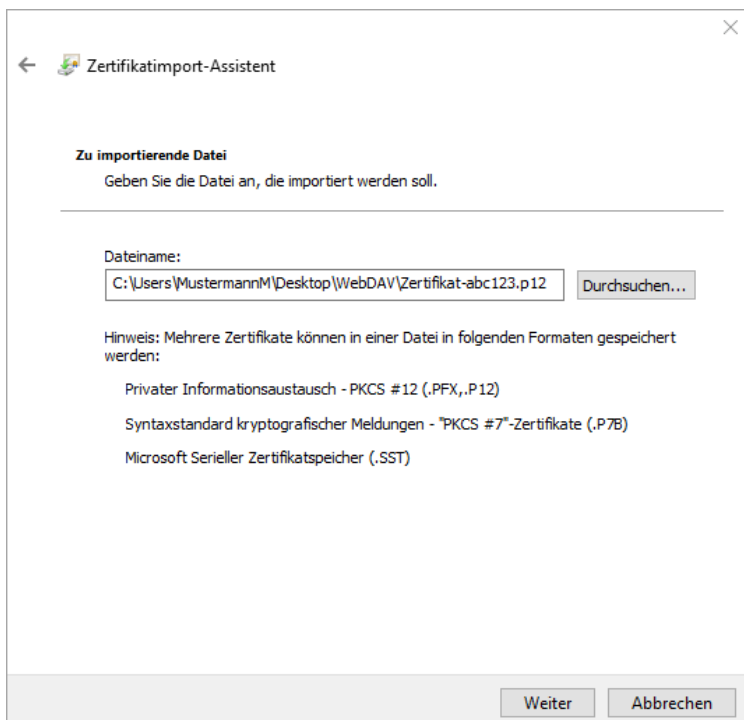 Zertifikatimport-Assistent
Zu importierende Datei
Geben Sie die Datei an, die importiert werden soll.
Dateiname:
C:\Users\MustermannM\Desktop\WebDAV\Zertifikat-abc123.p12
Durchsuchen...
Hinweis: Mehrere Zertifikate können in einer Datei in folgenden Formaten gespeichert
werden:
Privater Informationsaustausch - PKCS #12 (.PFX,.P12)
Syntaxstandard kryptografischer Meldungen - "PKCS #7"-Zertifikate (.P7B)
Microsoft Serieller Zertifikatspeicher (.SST)
Weiter
Abbrechen